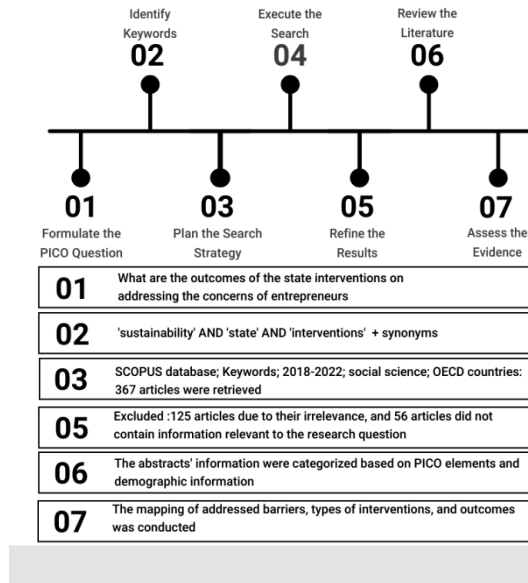 Identify
Keywords
02
Execute the
Search
04
Review the
Literature
06
01
Formulate the
PICO Question
03
Plan the Search
Strategy
05
Refine the
Results
07
Assess the
Evidence
01
What are the outcomes of the state interventions on
addressing the concerns of entrepreneurs
02
'sustainability' AND 'state' AND 'interventions' + synonyms
03
SCOPUS database; Keywords; 2018-2022; social science; OECD countries:
367 articles were retrieved
05
Excluded :125 articles due to their irrelevance, and 56 articles did not
contain information relevant to the research question
06
The abstracts' information were categorized based on PICO elements and
demographic information
07
The mapping of addressed barriers, types of interventions, and outcomes
was conducted